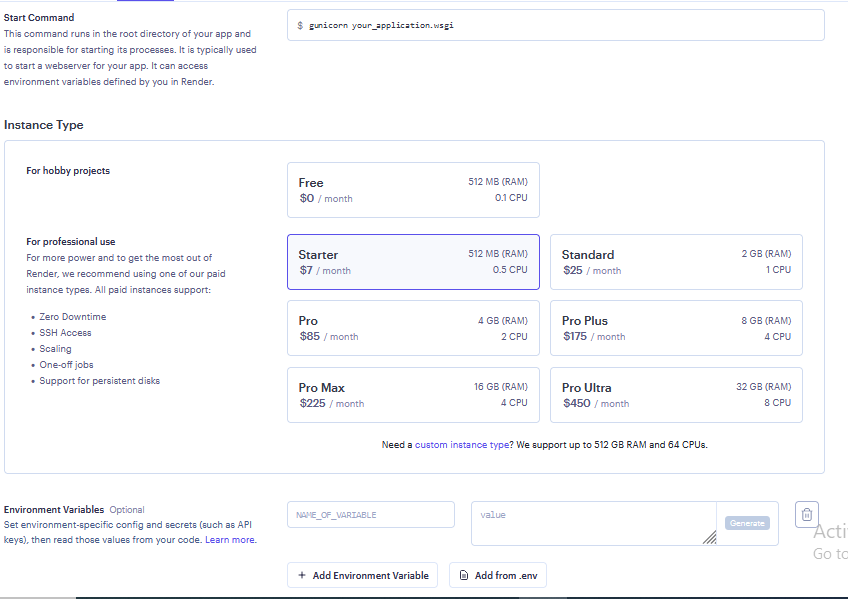 Start Command
This command runs in the root directory of your app and
is responsible for starting its processes. It is typically used
to start a webserver for your app. It can access
environment variables defined by you in Render.
$ gunicorn your_application.wsgi
Instance Type
For hobby projects
Free 512 MB (RAM)
$0 / month 0.1 CPU
For professional use
For more power and to get the most out of
Render, we recommend using one of our paid
instance types. All paid instances support:
• Zero Downtime
• SSH Access
• Scaling
• One-off jobs
• Support for persistent disks
Starter 512 MB (RAM)
$7 / month 0.5 CPU
Standard 2 GB (RAM)
$25 / month 1 CPU
Pro 4 GB (RAM)
$85 / month 2 CPU
Pro Plus 8 GB (RAM)
$175 / month 4 CPU
Pro Max 16 GB (RAM)
$225 / month 4 CPU
Pro Ultra 32 GB (RAM)
$450 / month 8 CPU
Need a custom instance type? We support up to 512 GB RAM and 64 CPUs.
Environment Variables Optional
Set environment-specific config and secrets (such as API
keys), then read those values from your code. Learn more.
NAME_OF_VARIABLE
value
Generate
+ Add Environment Variable
Add from .env
Acti
Go to